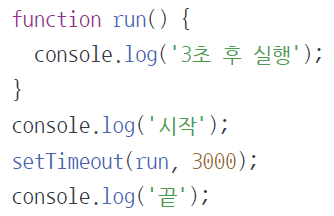 function run() {
  console.log('3초 후 실행');
}
console.log('시작');
setTimeout(run, 3000);
console.log('끝');